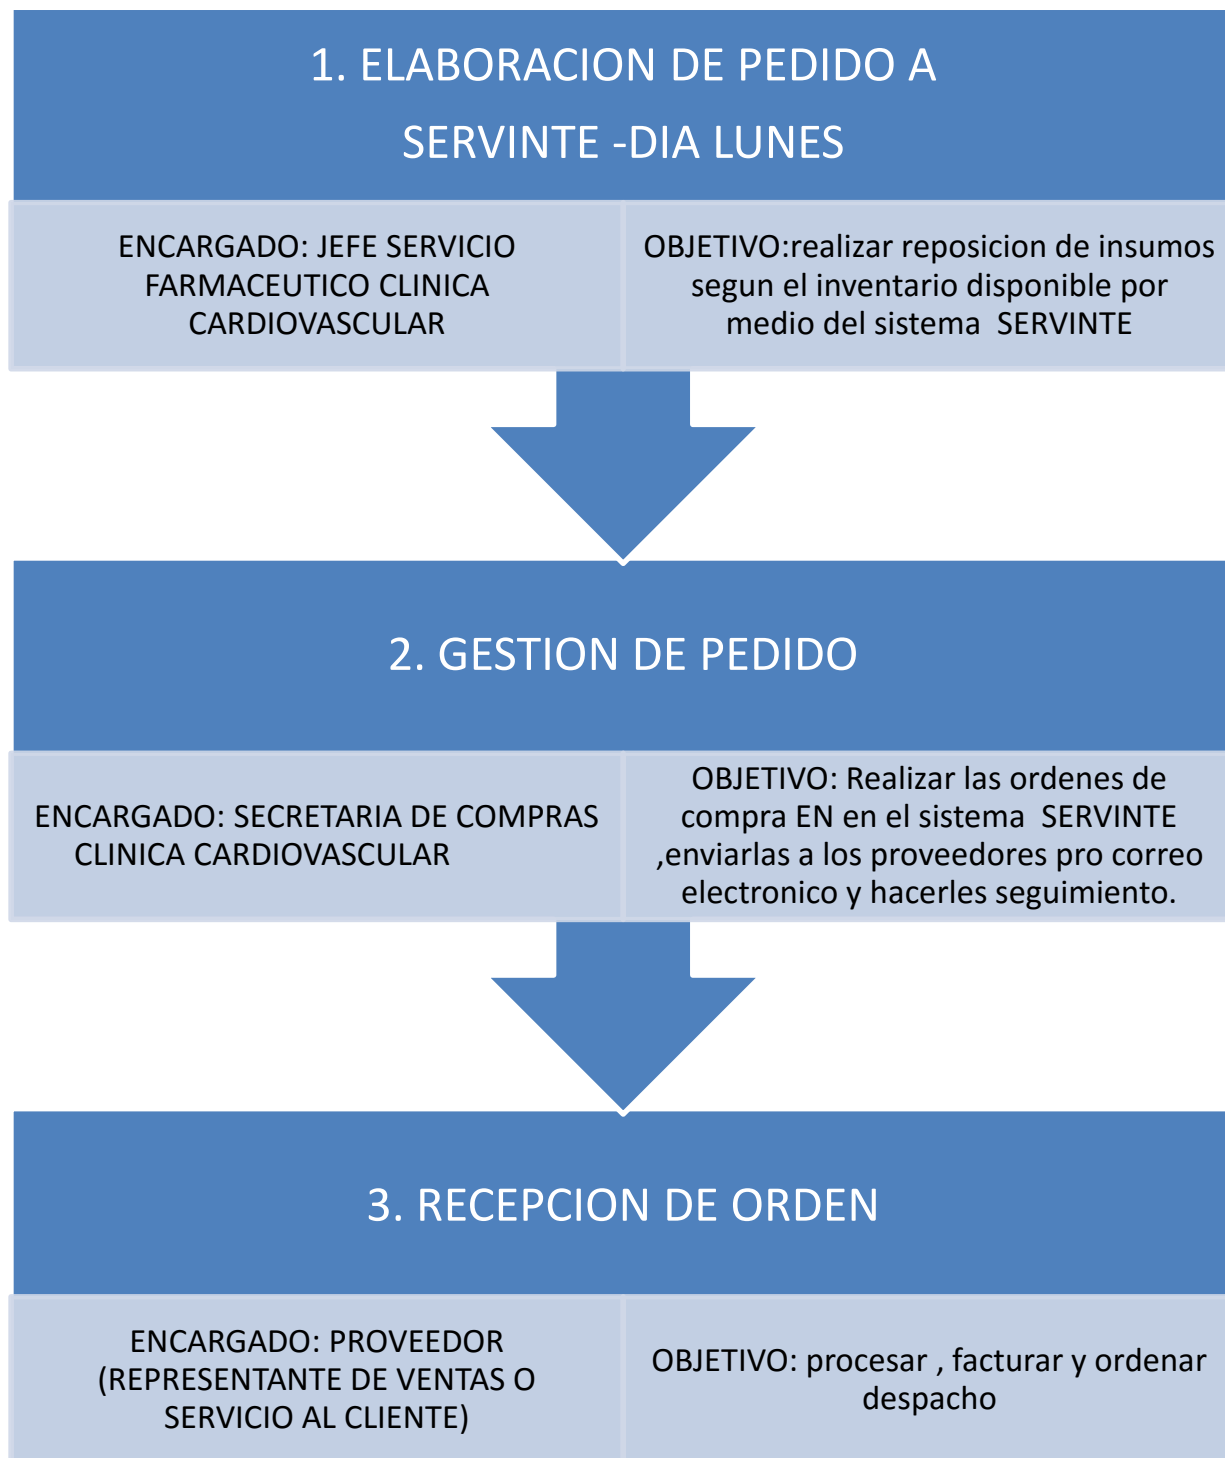 1. ELABORACION DE PEDIDO A
SERVINTE -DIA LUNES
ENCARGADO: JEFE SERVICIO
FARMACEUTICO CLINICA
CARDIOVASCULAR
OBJETIVO:realizar reposicion de insumos
segun el inventario disponible por
medio del sistema  SERVINTE
2. GESTION DE PEDIDO
ENCARGADO: SECRETARIA DE COMPRAS
CLINICA CARDIOVASCULAR
OBJETIVO: Realizar las ordenes de
compra EN en el sistema  SERVINTE
,enviarlas a los proveedores pro correo
electronico y hacerles seguimiento.
3. RECEPCION DE ORDEN
ENCARGADO: PROVEEDOR
(REPRESENTANTE DE VENTAS O
SERVICIO AL CLIENTE)
OBJETIVO: procesar , facturar y ordenar
despacho